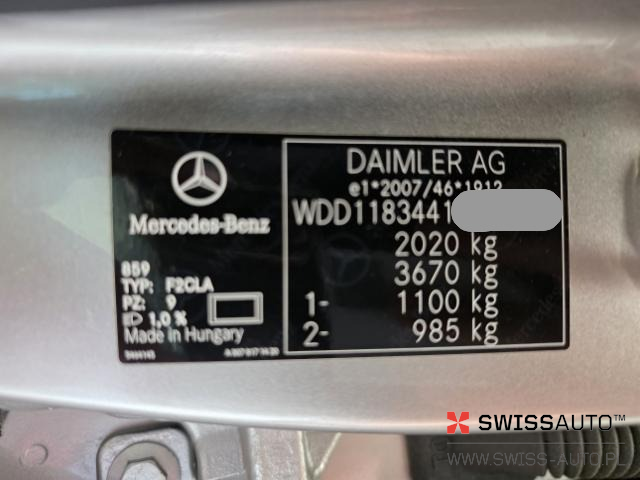 Mercedes-Benz
859
TYP: F2CLA
PZ: 9
1,0 %
Made in Hungary
DAIMLER AG
e1*2007/46*1912
WDD1183441
2020 kg
3670 kg
1- 1100 kg
2- 985 kg
SWISSAUTO™
WWW.SWISS-AUTO.PL